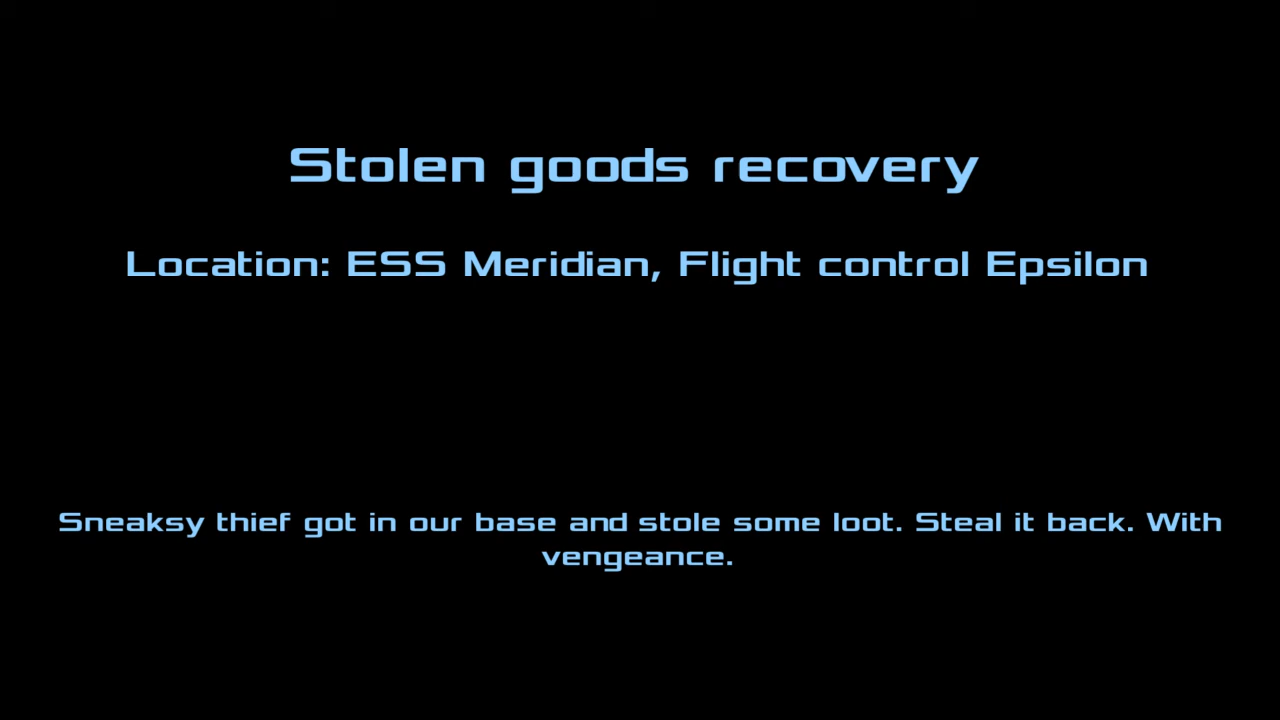 Stolen goods recovery
Location: ESS Meridian, Flight control Epsilon
Sneaksy thief got in our base and stole some loot. Steal it back. With
vengeance.